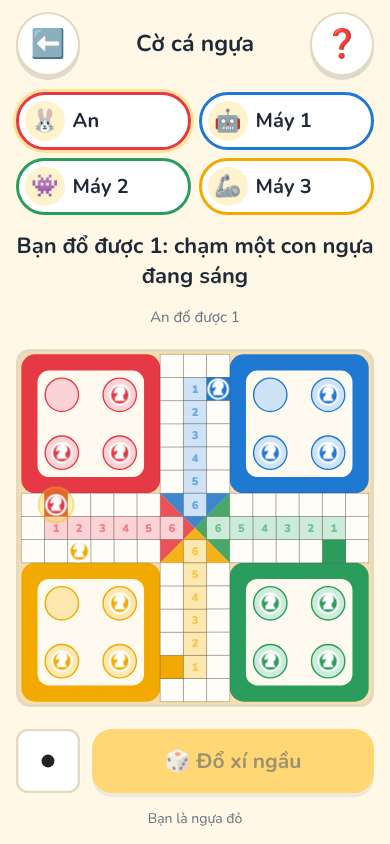 Cờ cá ngựa
An
Máy 1
Máy 2
Máy 3
Bạn đổ được 1: chạm một con ngựa
đang sáng
An đổ được 1
1
2
3
4
5
6
1 2 3 4 5 6
6 5 4 3 2 1
6
5
4
3
2
1
Đổ xí ngầu
Bạn là ngựa đỏ